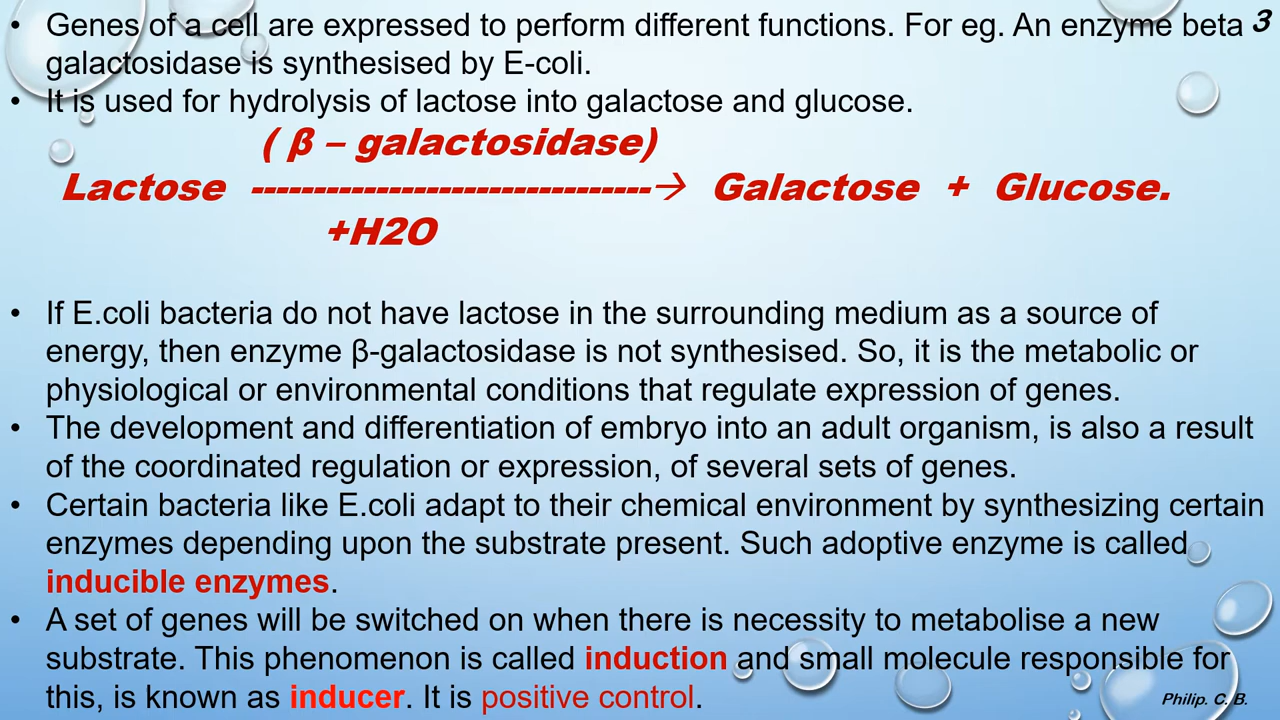 • Genes of a cell are expressed to perform different functions. For eg. An enzyme beta 3
galactosidase is synthesised by E-coli.
• It is used for hydrolysis of lactose into galactose and glucose.
( β – galactosidase)
Lactose --------------------------------→ Galactose + Glucose.
+H2O
• If E.coli bacteria do not have lactose in the surrounding medium as a source of
energy, then enzyme β-galactosidase is not synthesised. So, it is the metabolic or
physiological or environmental conditions that regulate expression of genes.
• The development and differentiation of embryo into an adult organism, is also a result
of the coordinated regulation or expression, of several sets of genes.
• Certain bacteria like E.coli adapt to their chemical environment by synthesizing certain
enzymes depending upon the substrate present. Such adoptive enzyme is called
inducible enzymes.
• A set of genes will be switched on when there is necessity to metabolise a new
substrate. This phenomenon is called induction and small molecule responsible for
this, is known as inducer. It is positive control.
Philip. C. B.